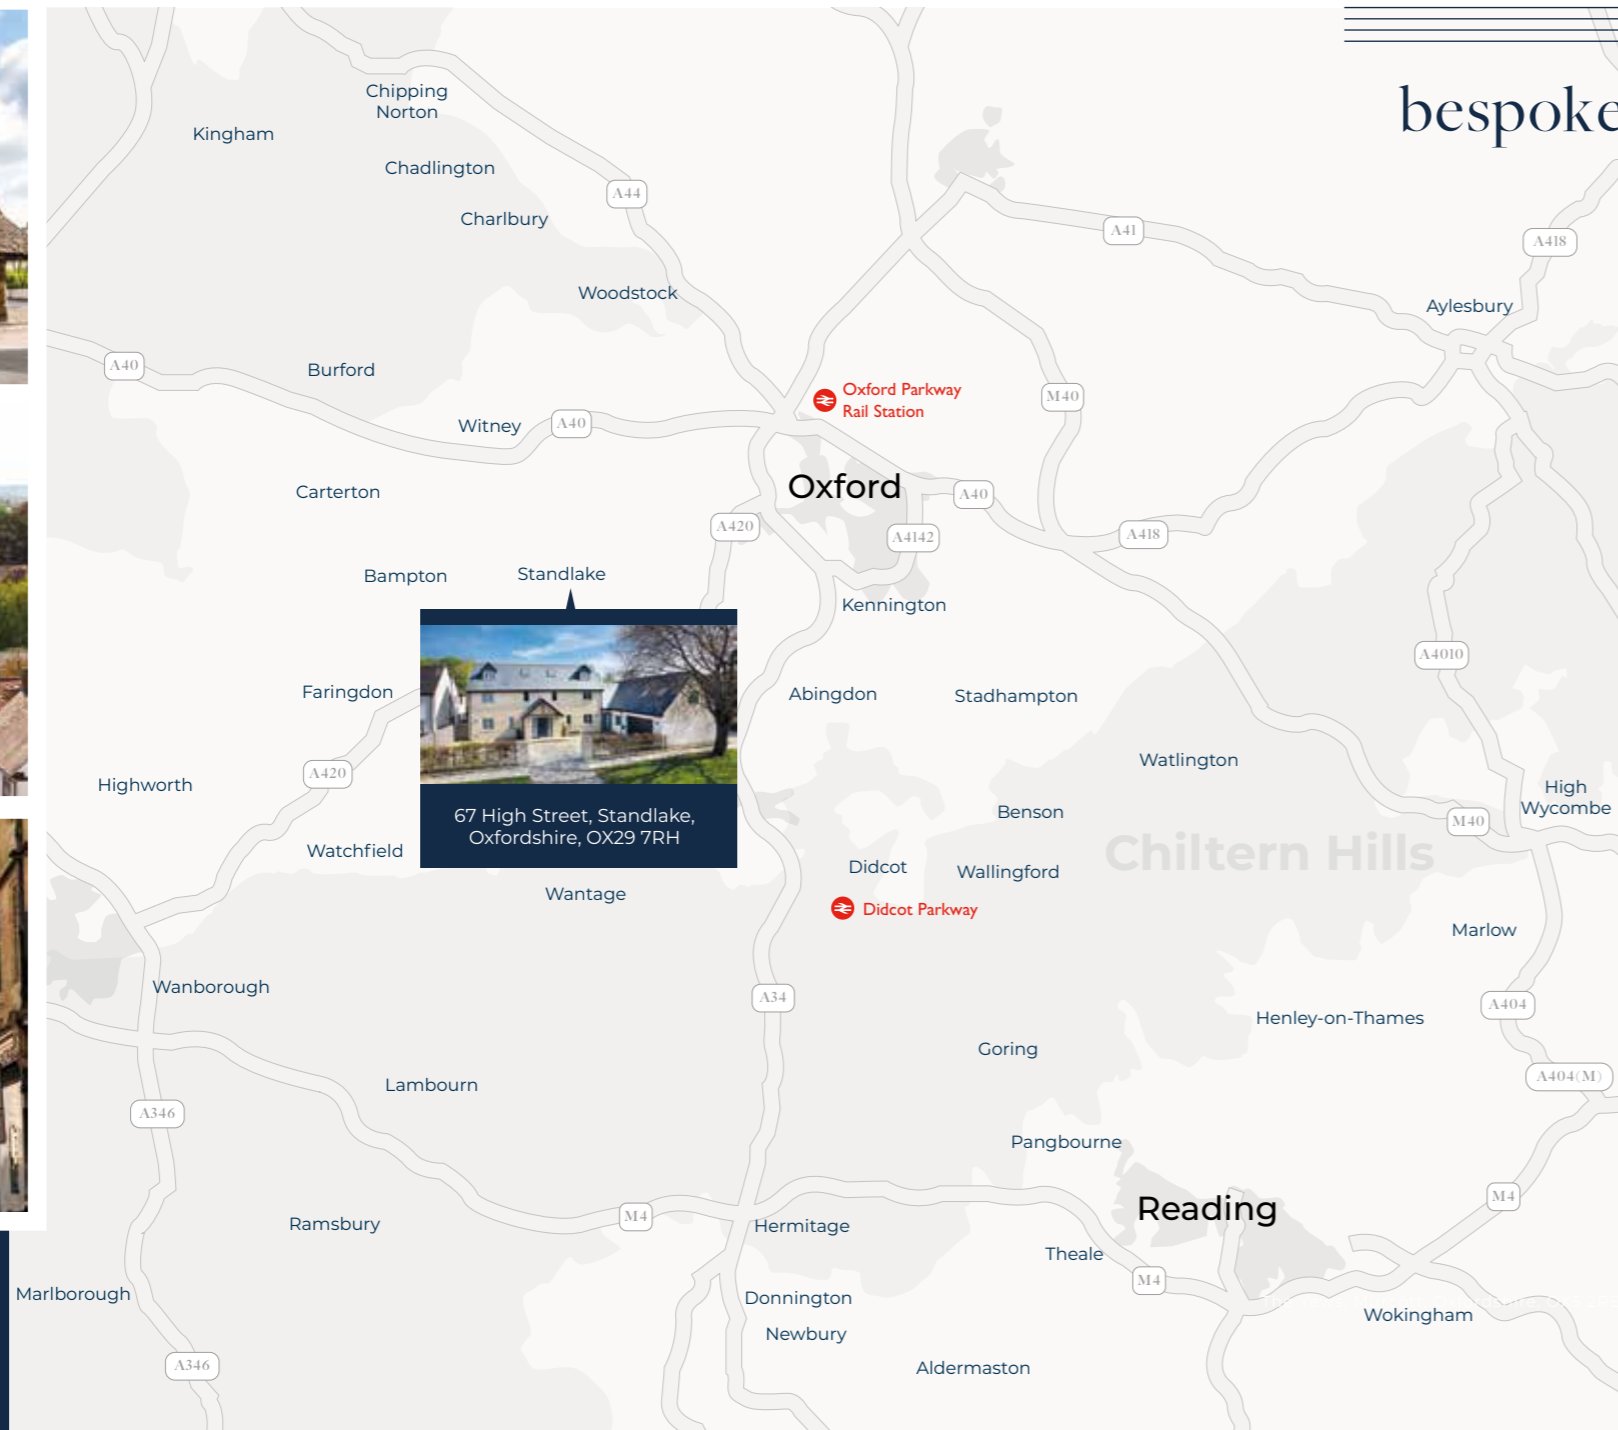 bespoke
Chipping
Norton
Kingham
Chadlington
Charlbury
A44
A41
A418
Woodstock
Aylesbury
A40
Burford
Oxford Parkway
Rail Station
M40
Witney
A40
Carterton
Oxford
A40
A420
A4142
A418
Bampton
Standlake
Kennington
A4010
Faringdon
Abingdon
Stadhampton
Highworth
A420
Watlington
67 High Street, Standlake,
Oxfordshire, OX29 7RH
Benson
High
Wycombe
M40
Watchfield
Chiltern Hills
Didcot
Wallingford
Wantage
Didcot Parkway
Marlow
Wanborough
A34
A404
Henley-on-Thames
Goring
Lambourn
A404(M)
A346
Pangbourne
Reading
M4
Ramsbury
M4
Hermitage
Theale
M4
Marlborough
Donnington
Wokingham
Newbury
A346
Aldermaston